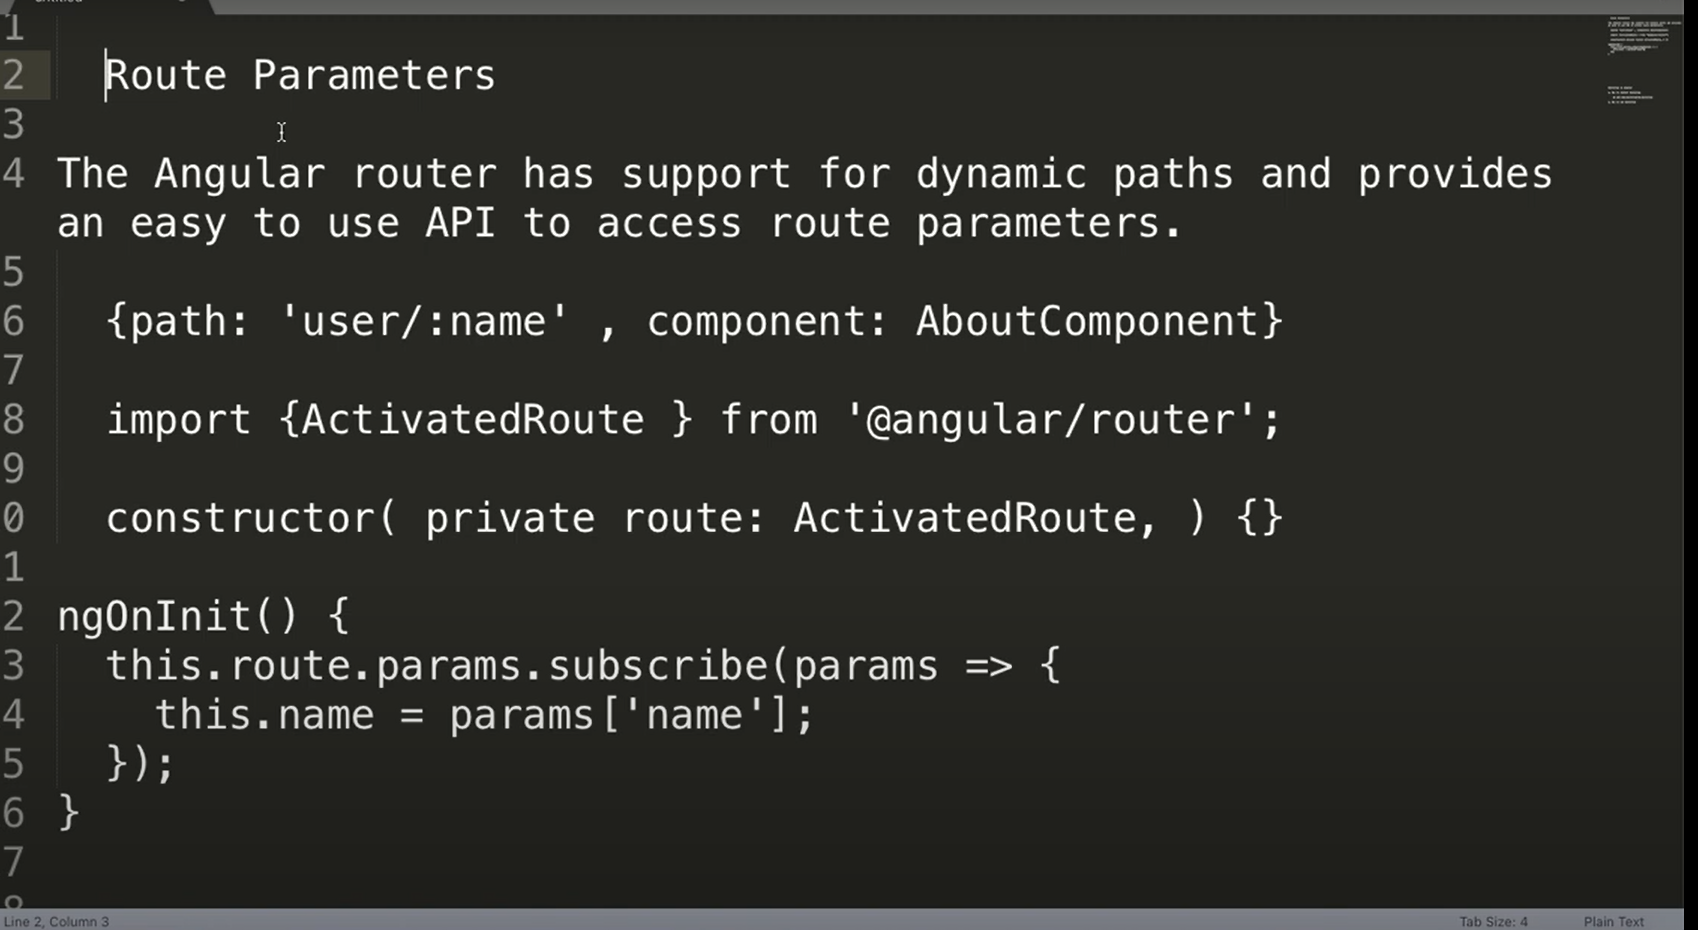 1
2 Route Parameters
3
4 The Angular router has support for dynamic paths and provides
an easy to use API to access route parameters.
5
6 {path: 'user/:name' , component: AboutComponent}
7
8 import {ActivatedRoute } from '@angular/router';
9
0 constructor( private route: ActivatedRoute, ) {}
1
2 ngOnInit() {
3 this.route.params.subscribe(params => {
4 this.name = params['name'];
5 });
6 }
7
8
Line 2, Column 3 Tab Size: 4 Plain Text